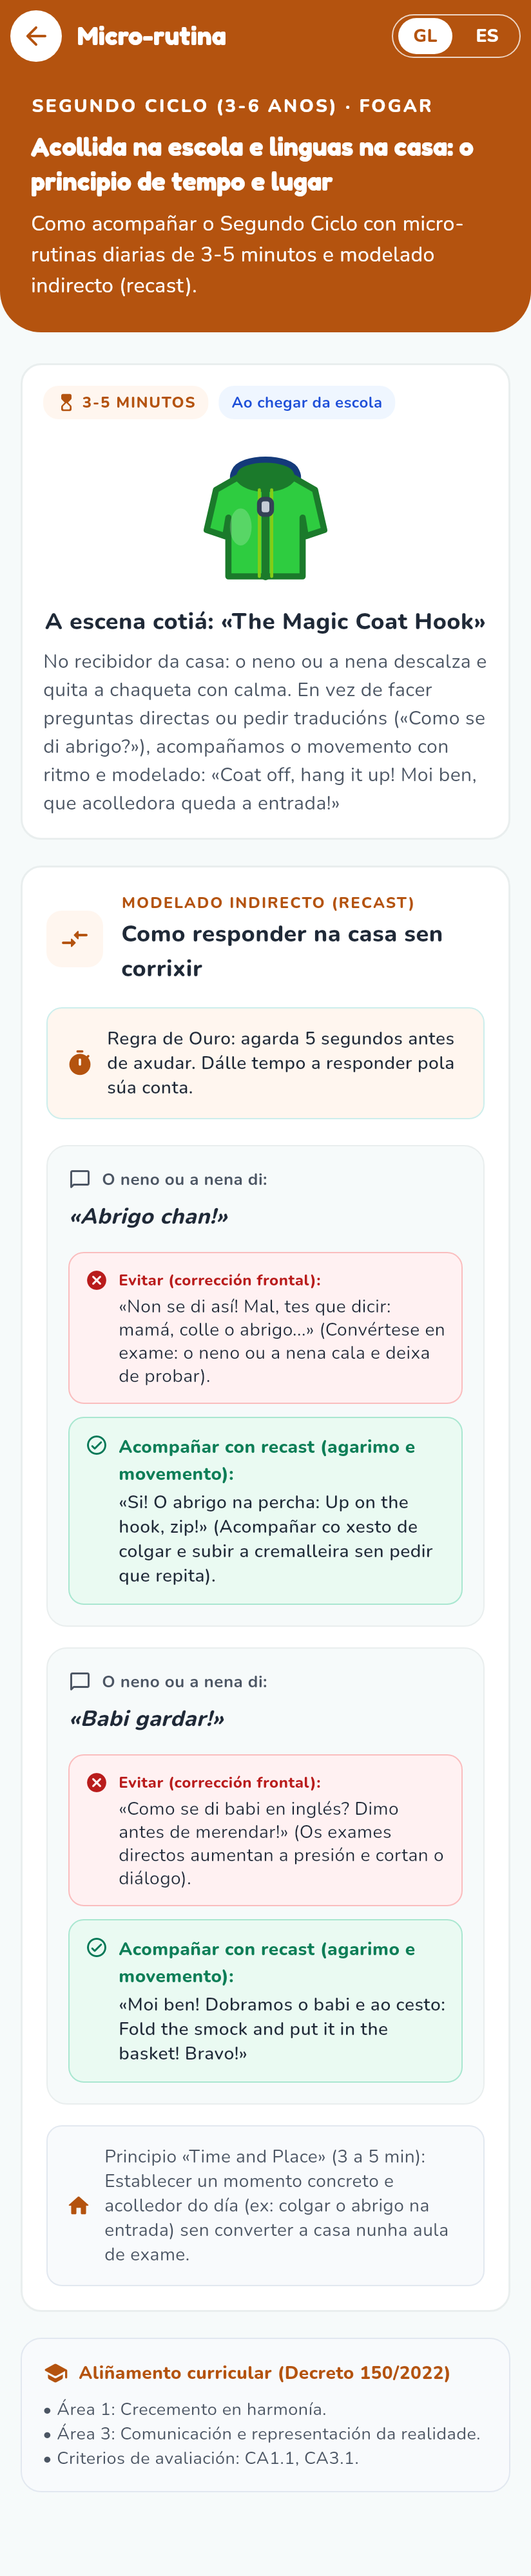 Micro-rutina
GL
ES
SEGUNDO CICLO (3-6 ANOS) · FOGAR
Acollida na escola e linguas na casa: o
principio de tempo e lugar
Como acompañar o Segundo Ciclo con micro-
rutinas diarias de 3-5 minutos e modelado
indirecto (recast).
3-5 MINUTOS
Ao chegar da escola
A escena cotiá: «The Magic Coat Hook»
No recibidor da casa: o neno ou a nena descalza e
quita a chaqueta con calma. En vez de facer
preguntas directas ou pedir traducións («Como se
di abrigo?»), acompañamos o movemento con
ritmo e modelado: «Coat off, hang it up! Moi ben,
que acolledora queda a entrada!»
MODELADO INDIRECTO (RECAST)
Como responder na casa sen
corrixir
Regra de Ouro: agarda 5 segundos antes
de axudar. Dálle tempo a responder pola
súa conta.
O neno ou a nena di:
«Abrigo chan!»
Evitar (corrección frontal):
«Non se di así! Mal, tes que dicir:
mamá, colle o abrigo...» (Convértese en
exame: o neno ou a nena cala e deixa
de probar).
Acompañar con recast (agarimo e
movemento):
«Si! O abrigo na percha: Up on the
hook, zip!» (Acompañar co xesto de
colgar e subir a cremalleira sen pedir
que repita).
O neno ou a nena di:
«Babi gardar!»
Evitar (corrección frontal):
«Como se di babi en inglés? Dimo
antes de merendar!» (Os exames
directos aumentan a presión e cortan o
diálogo).
Acompañar con recast (agarimo e
movemento):
«Moi ben! Dobramos o babi e ao cesto:
Fold the smock and put it in the
basket! Bravo!»
Principio «Time and Place» (3 a 5 min):
Establecer un momento concreto e
acolledor do día (ex: colgar o abrigo na
entrada) sen converter a casa nunha aula
de exame.
Aliñamento curricular (Decreto 150/2022)
• Área 1: Crecemento en harmonía.
• Área 3: Comunicación e representación da realidade.
• Criterios de avaliación: CA1.1, CA3.1.